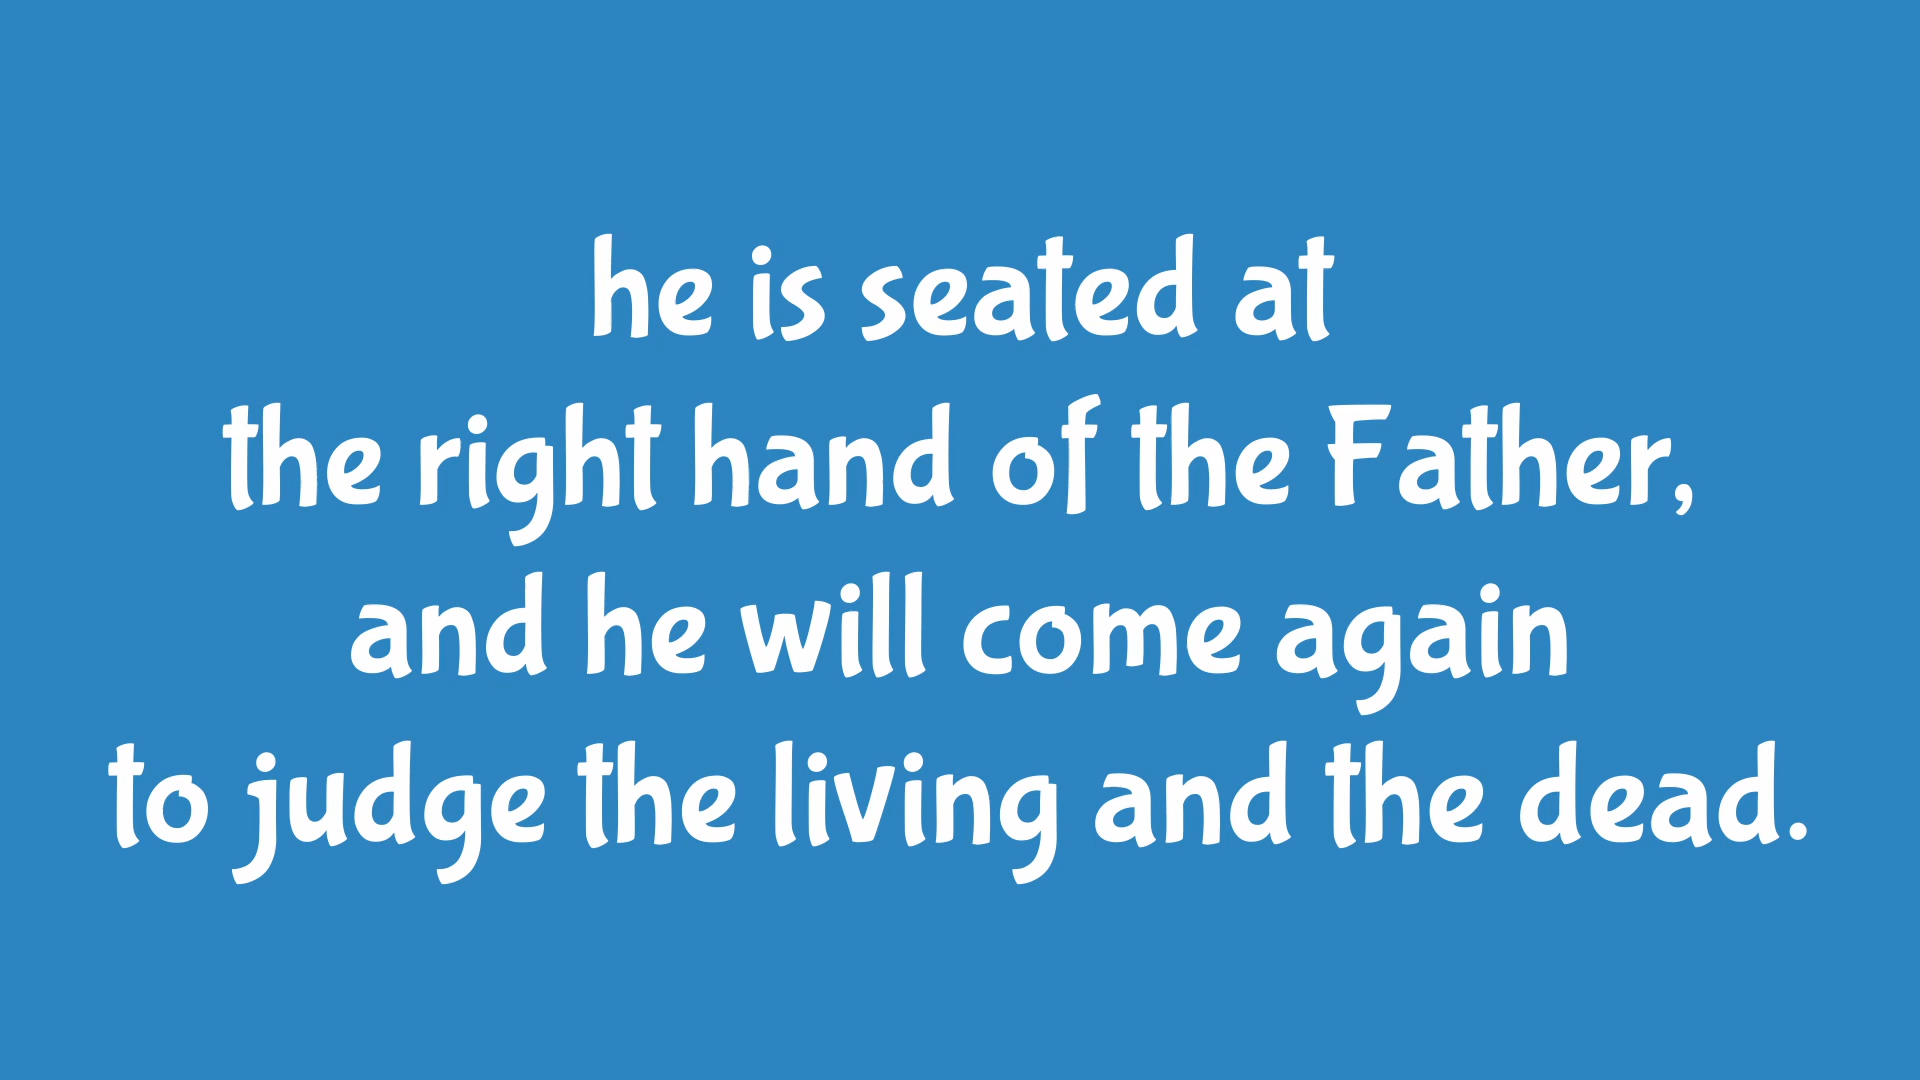 he is seated at
the right hand of the Father,
and he will come again
to judge the living and the dead.